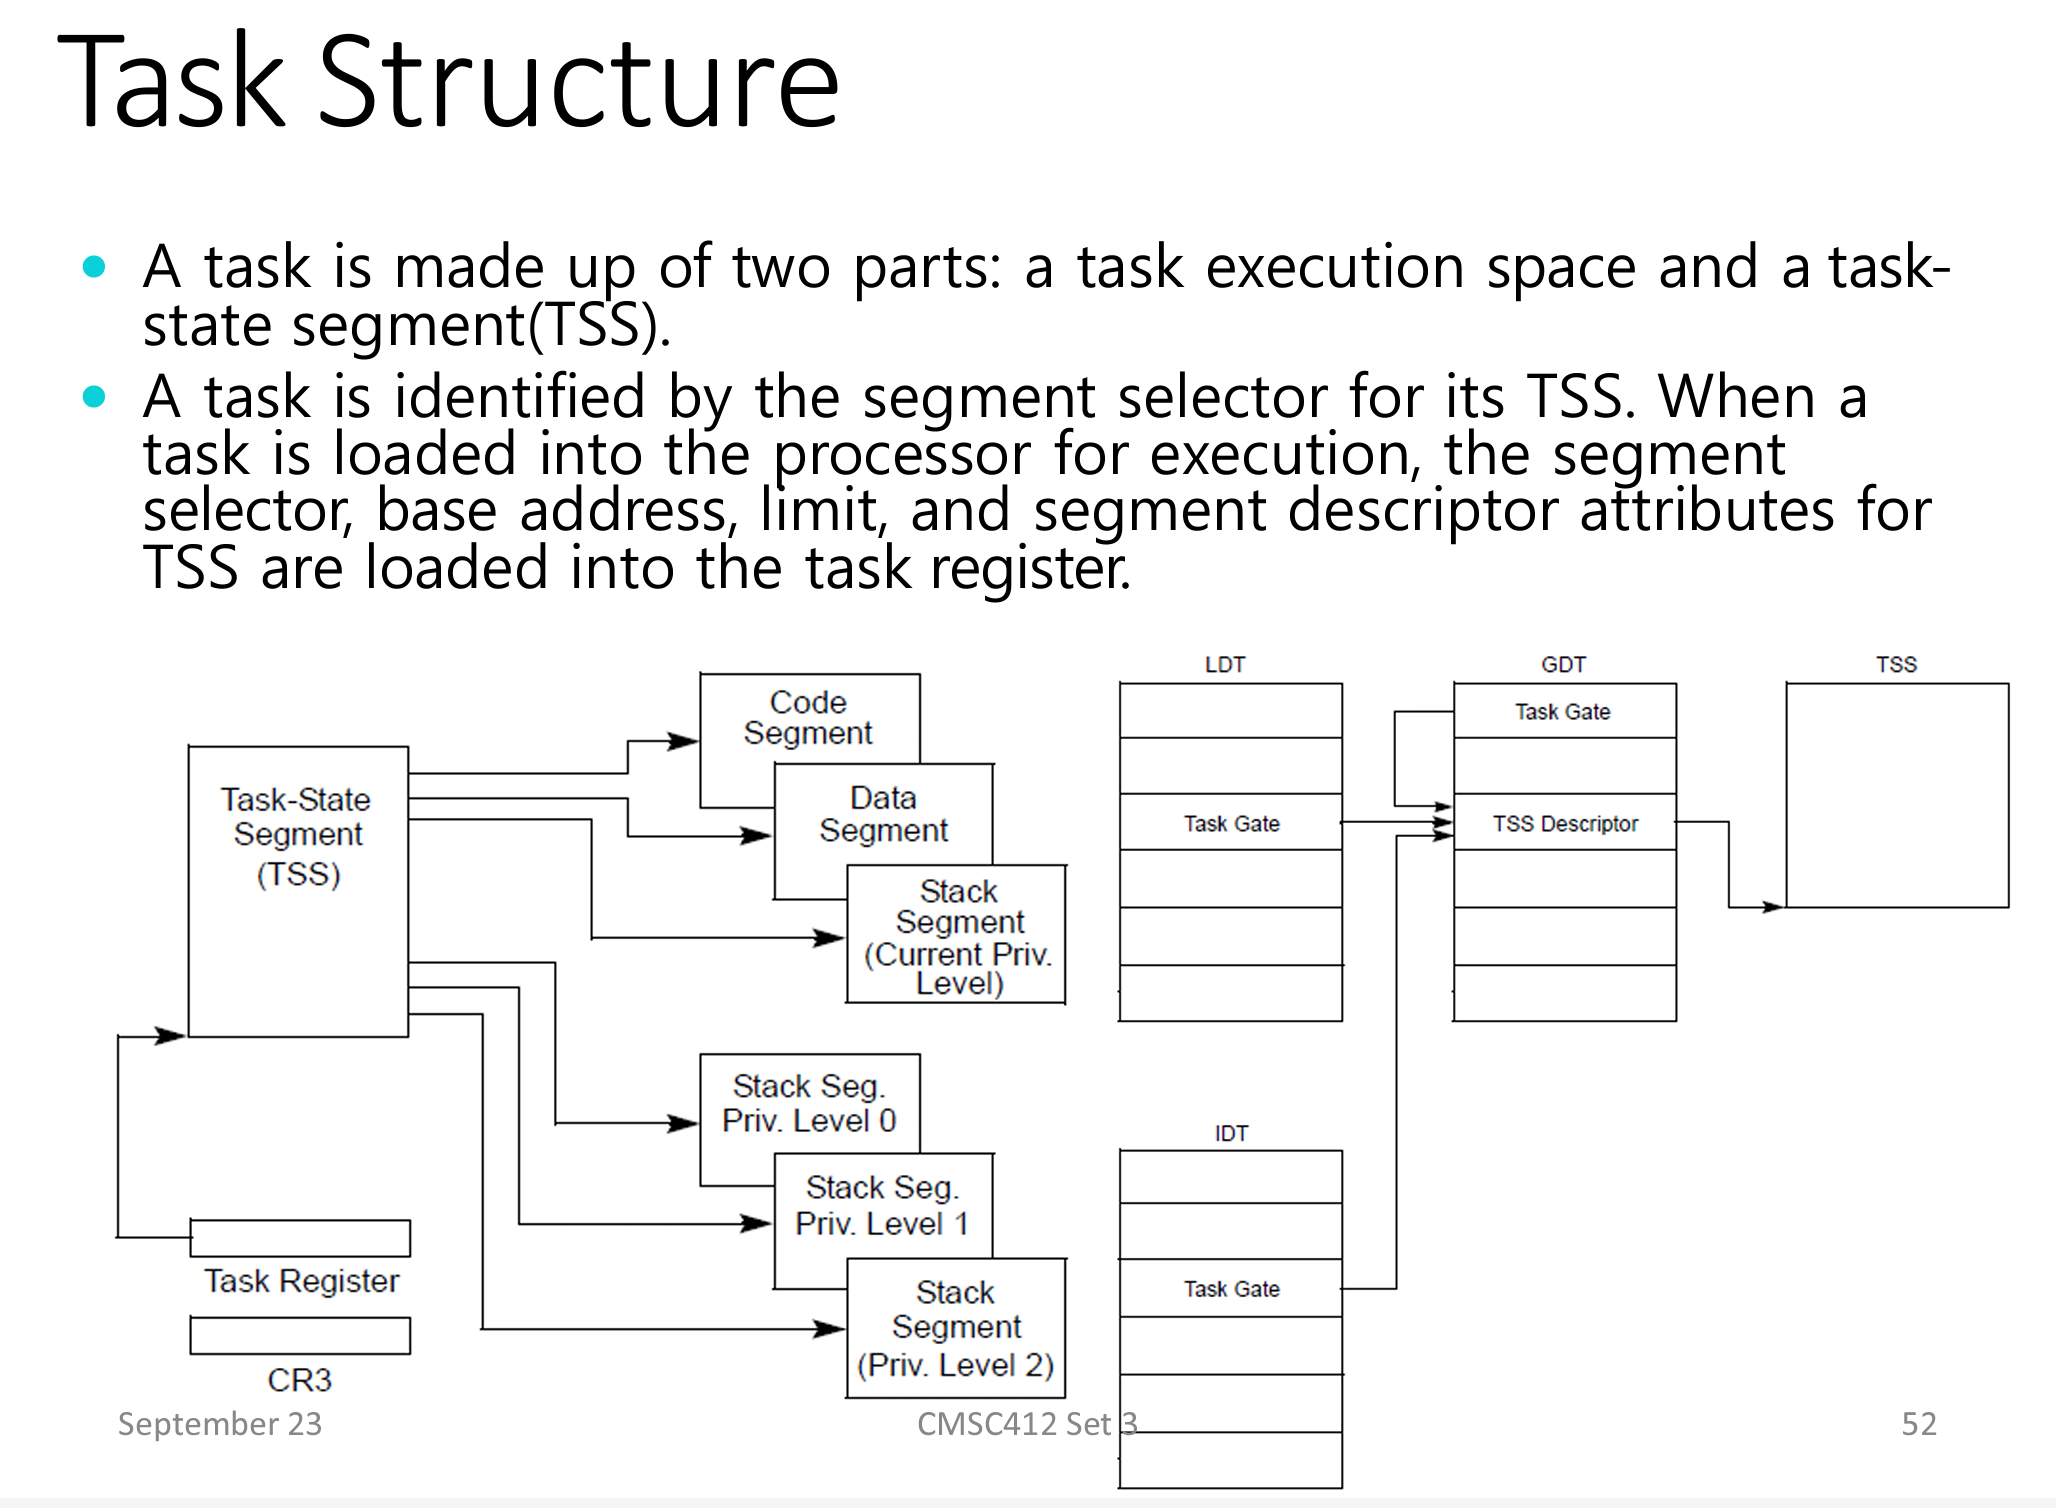 Task Structure
A task is made up of two parts: a task execution space and a task-
state segment(TSS).
A task is identified by the segment selector for its TSS. When a
task is loaded into the processor for execution, the segment
selector, base address, limit, and segment descriptor attributes for
TSS are loaded into the task register.
Task-State
Segment
(TSS)
Task Register
CR3
Code
Segment
Data
Segment
Stack
Segment
(Current Priv.
Level)
Stack Seg.
Priv. Level 0
Stack Seg.
Priv. Level 1
Stack
Segment
(Priv. Level 2)
LDT
Task Gate
GDT
Task Gate
TSS Descriptor
TSS
IDT
Task Gate
September 23
CMSC412 Set 3
52